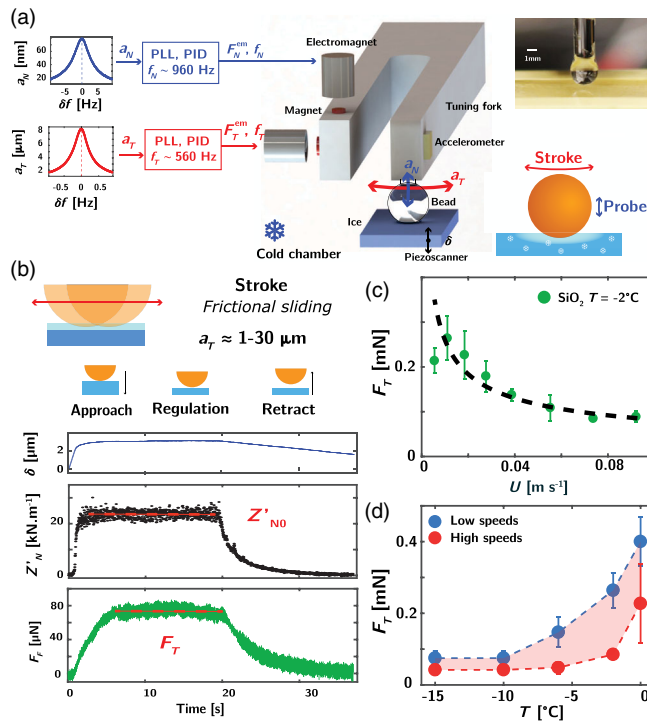 (a)
80
60
40
20
a_N [nm]
-5 0 5
δf [Hz]
a_N
PLL, PID
f_N ~ 960 Hz
F_N^em, f_N
8
6
4
2
a_T [μm]
-0.5 0 0.5
δf [Hz]
a_T
PLL, PID
f_T ~ 560 Hz
F_T^em, f_T
Electromagnet
Magnet
Tuning fork
Accelerometer
a_N
a_T
Bead
Ice
δ
Piezoscanner
Cold chamber
1mm
Stroke
Probe
(b)
Stroke
Frictional sliding
a_T ≈ 1-30 μm
Approach
Regulation
Retract
δ [μm]
2
0
Z'_N [kN.m⁻¹]
20
0
Z'_N0
F_F [μN]
80
40
0
F_T
0 10 20 30
Time [s]
(c)
SiO₂ T = -2°C
F_T [mN]
0.2
0
0 0.04 0.08
U [m s⁻¹]
(d)
Low speeds
High speeds
F_T [mN]
0.4
0.2
0
-15 -10 -5 0
T [°C]